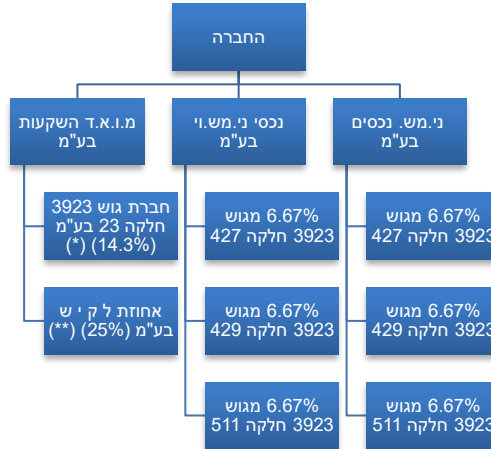 החברה
ני.מש. נכסים
בע"מ
נכסי ני.מש.וי
בע"מ
מ.ו.א.ד השקעות
בע"מ
6.67% מגוש
3923 חלקה 427
6.67% מגוש
3923 חלקה 429
6.67% מגוש
3923 חלקה 511
6.67% מגוש
3923 חלקה 427
6.67% מגוש
3923 חלקה 429
6.67% מגוש
3923 חלקה 511
חברת גוש 3923
חלקה 23 בע"מ
(14.3%) (*)
אחוזת ל ק י ש
בע"מ (25%) (**)